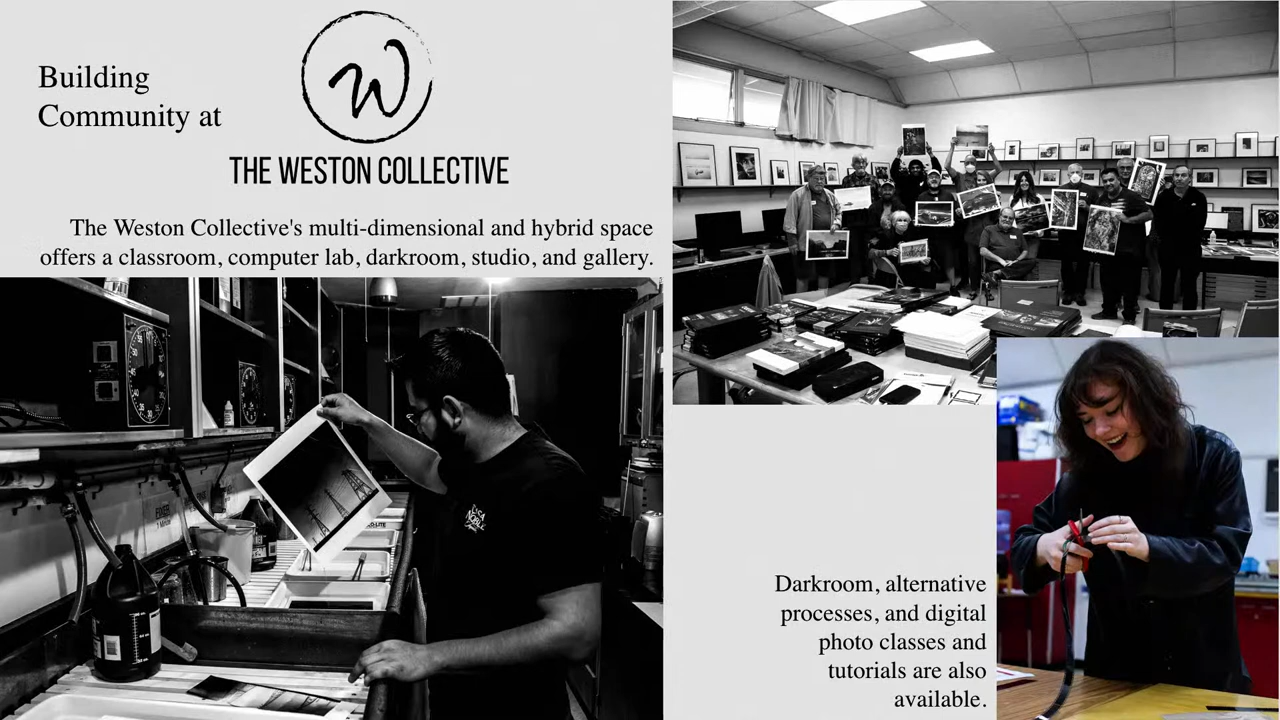 Building
Community at
W
THE WESTON COLLECTIVE
The Weston Collective's multi-dimensional and hybrid space
offers a classroom, computer lab, darkroom, studio, and gallery.
FIXER
Darkroom, alternative
processes, and digital
photo classes and
tutorials are also
available.